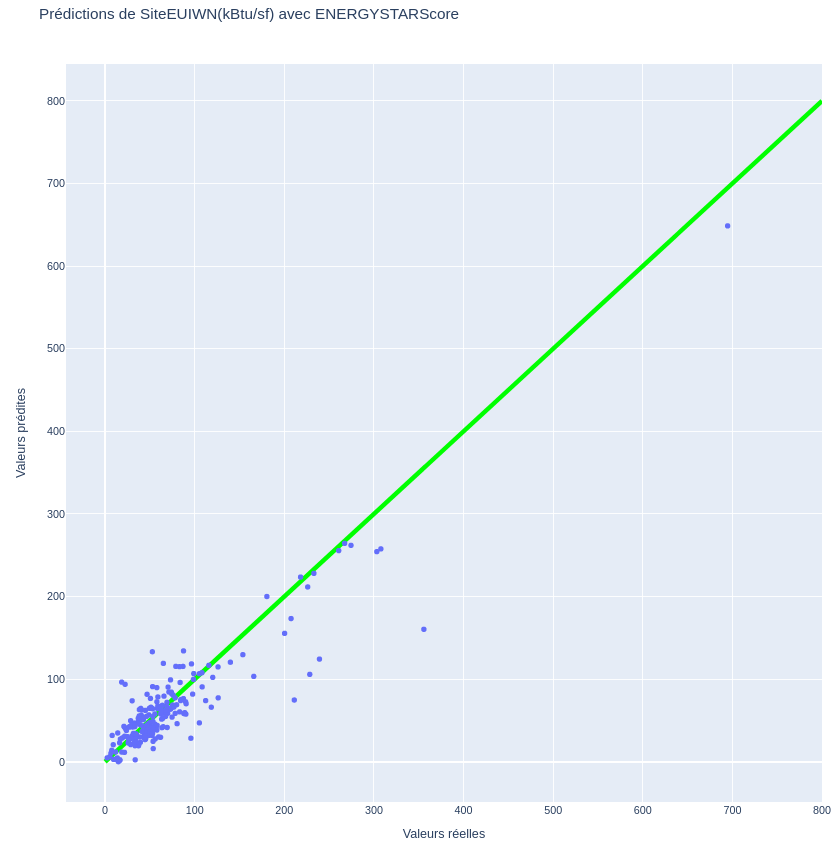 Prédictions de SiteEUIWN(kBtu/sf) avec ENERGYSTARScore
800
700
600
500
400
300
200
100
0
Valeurs prédites
0 100 200 300 400 500 600 700 800
Valeurs réelles